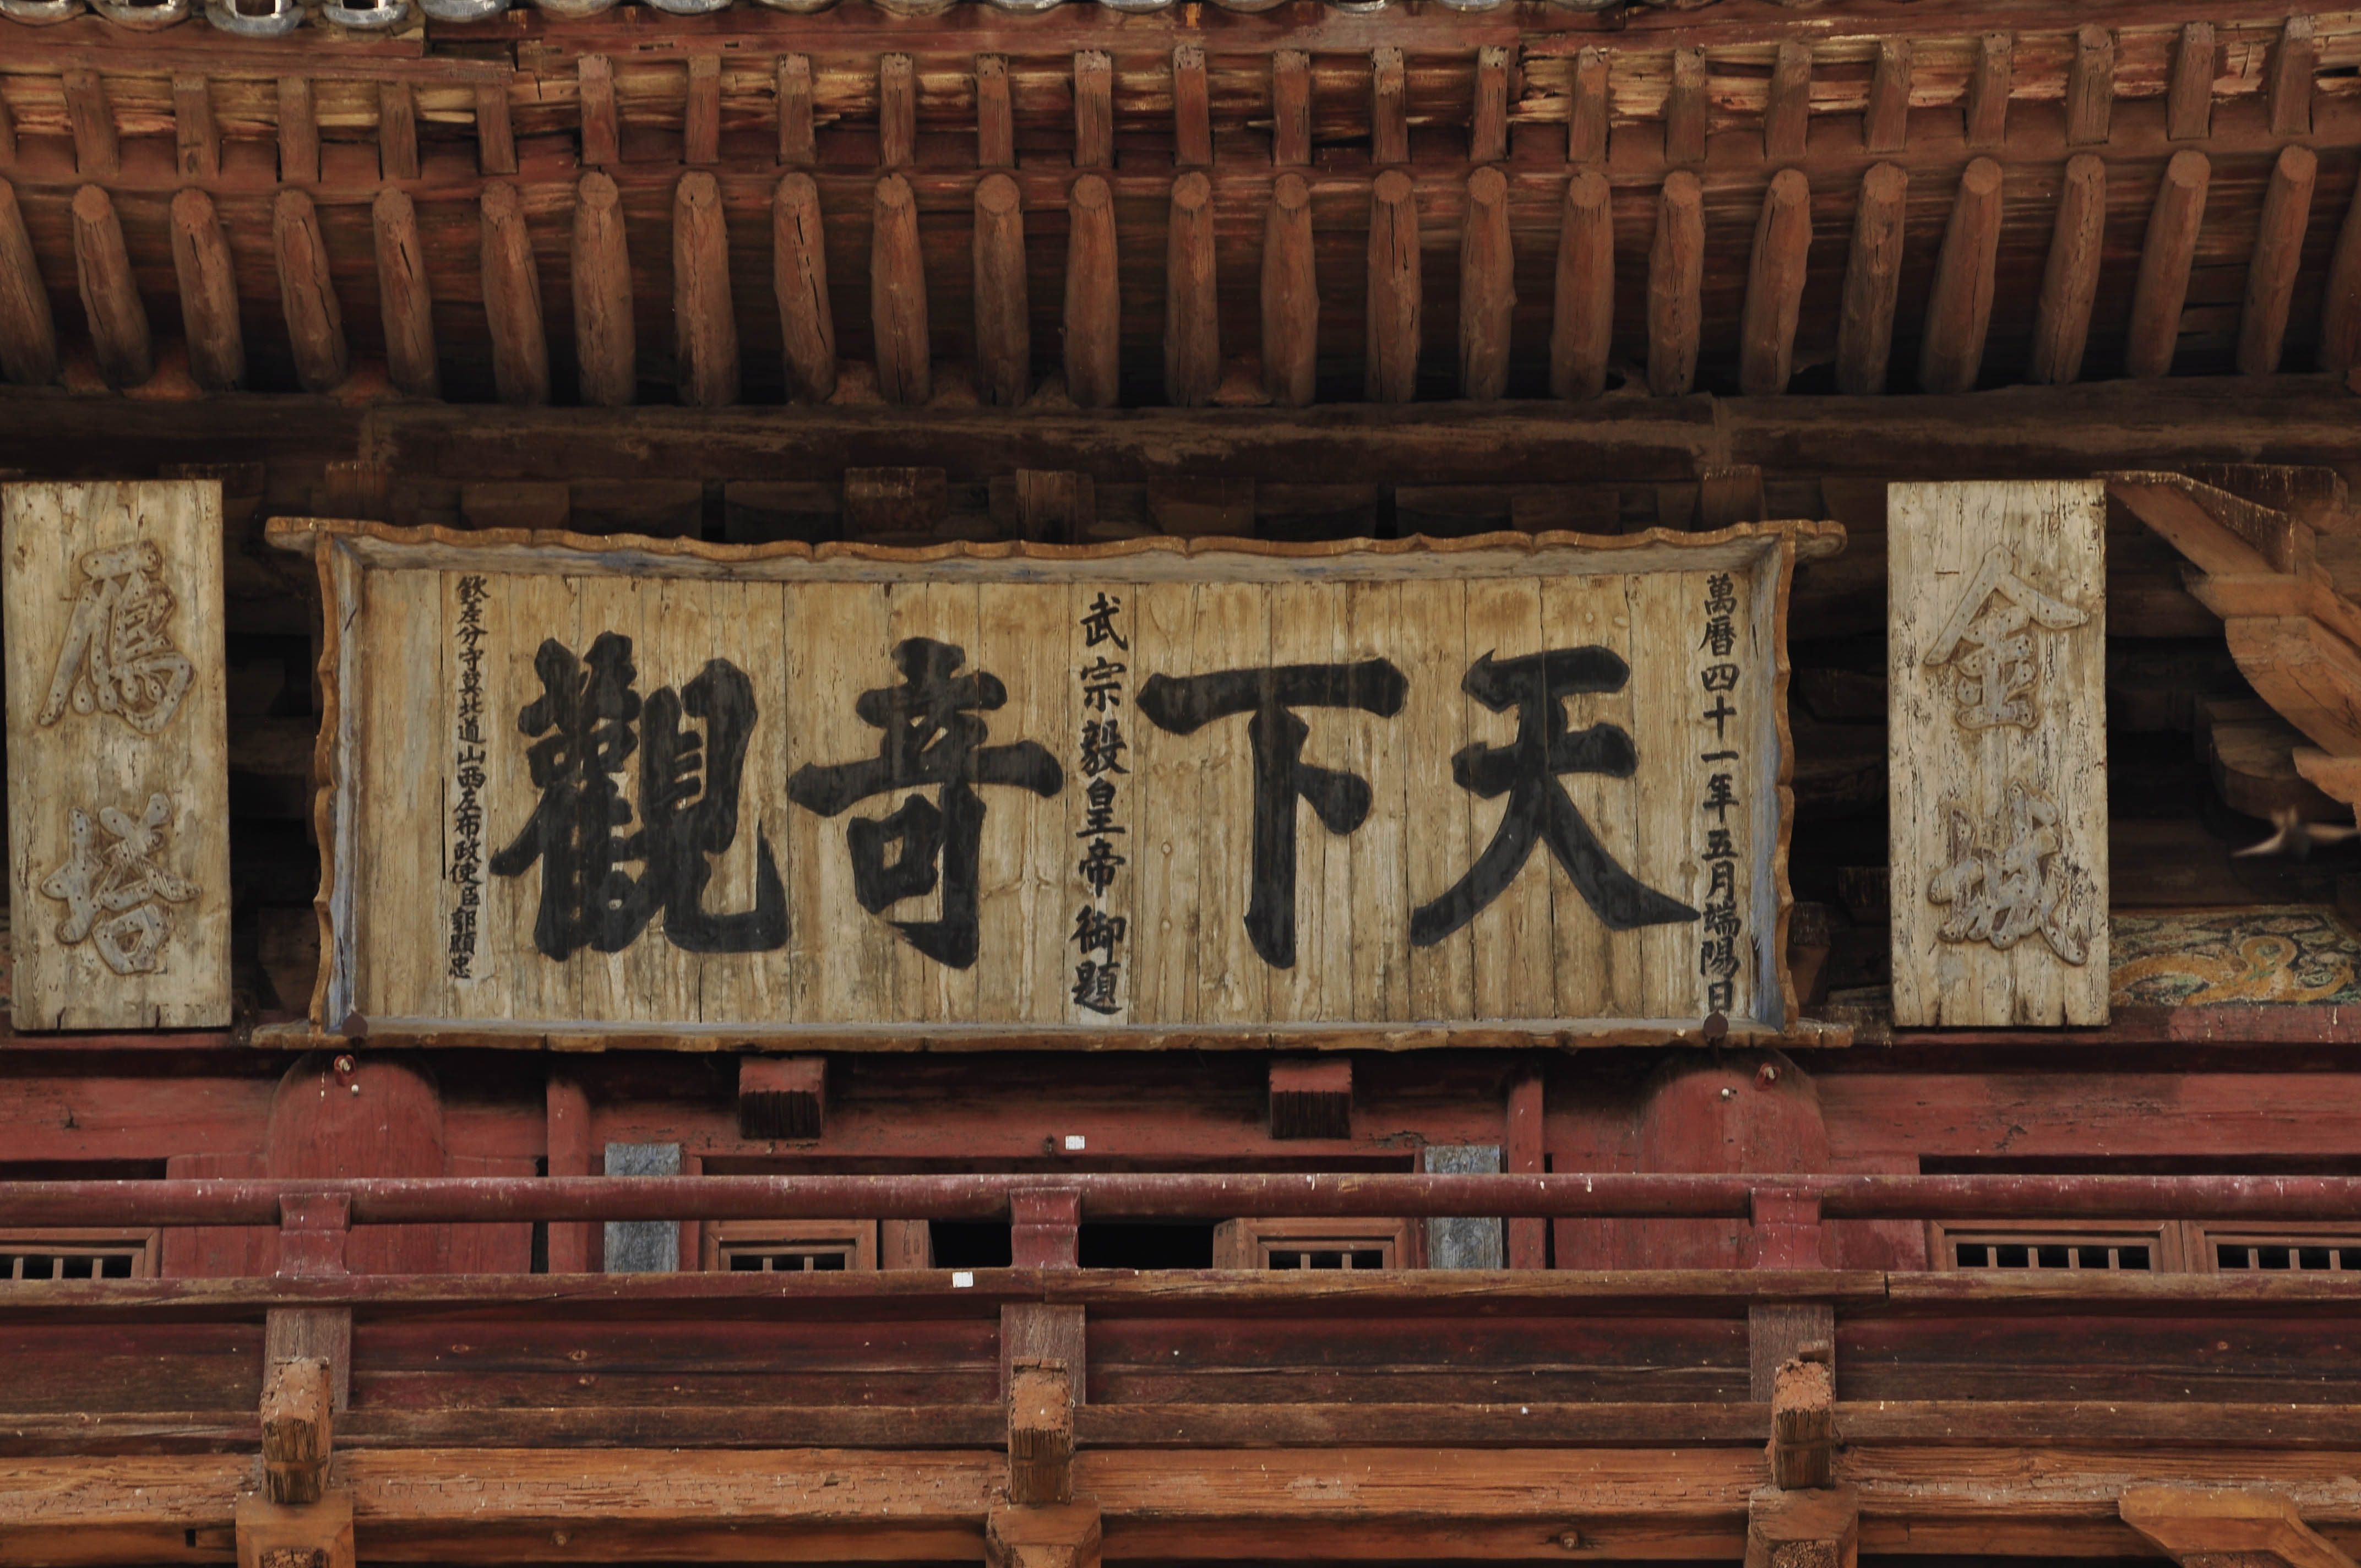 金城
萬曆四十一年五月端陽日
天下奇觀
武宗毅皇帝御題
欽差分守冀北道山西左布政使臣郭顯忠
雁塔